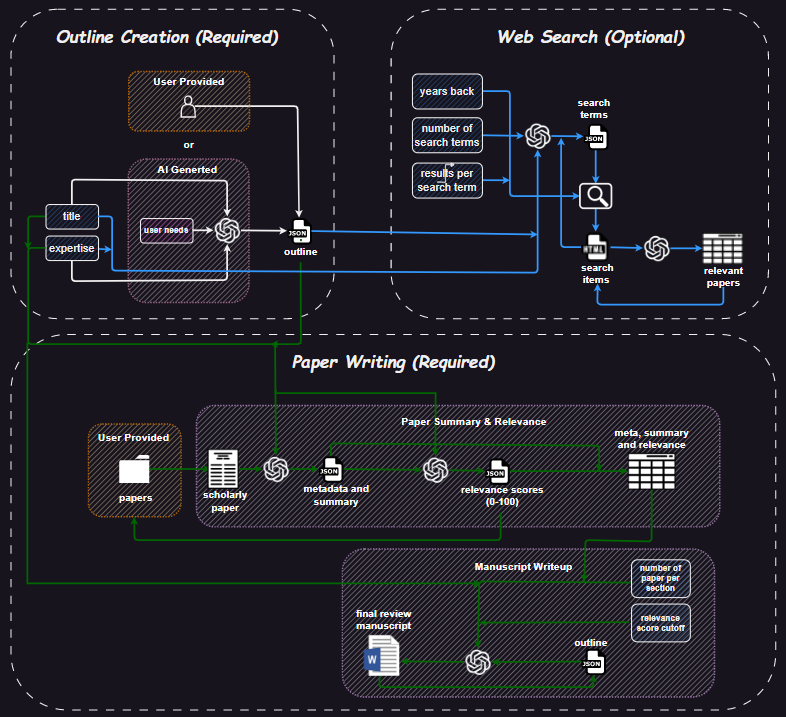 Outline Creation (Required)
User Provided
or
AI Generted
title
expertise
user needs
JSON
outline
Web Search (Optional)
years back
number of
search terms
results per
search term
search
terms
JSON
HTML
search
items
relevant
papers
Paper Writing (Required)
User Provided
papers
Paper Summary & Relevance
scholarly
paper
JSON
metadata and
summary
JSON
relevance scores
(0-100)
meta, summary
and relevance
Manuscript Writeup
number of
paper per
section
relevance
score cutoff
final review
manuscript
W
outline
JSON